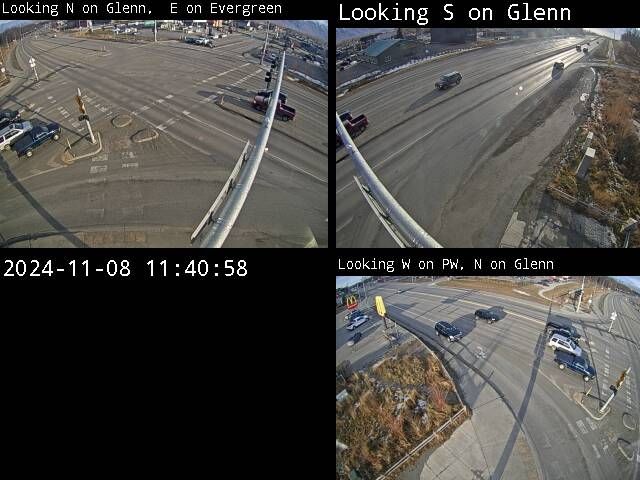 Looking N on Glenn,  E on Evergreen
Looking S on Glenn
2024-11-08 11:40:58
Looking W on PW, N on Glenn